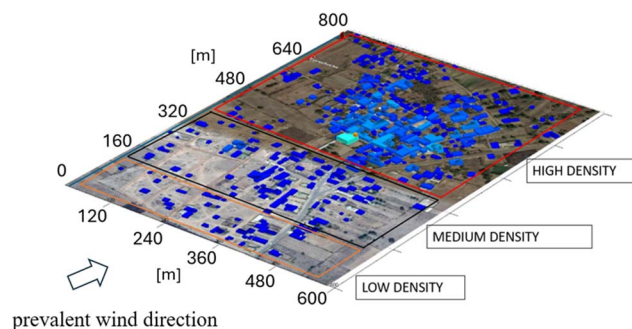 800
640
[m]
480
320
160
0
120
240
[m]
360
480
600
HIGH DENSITY
MEDIUM DENSITY
LOW DENSITY
prevalent wind direction